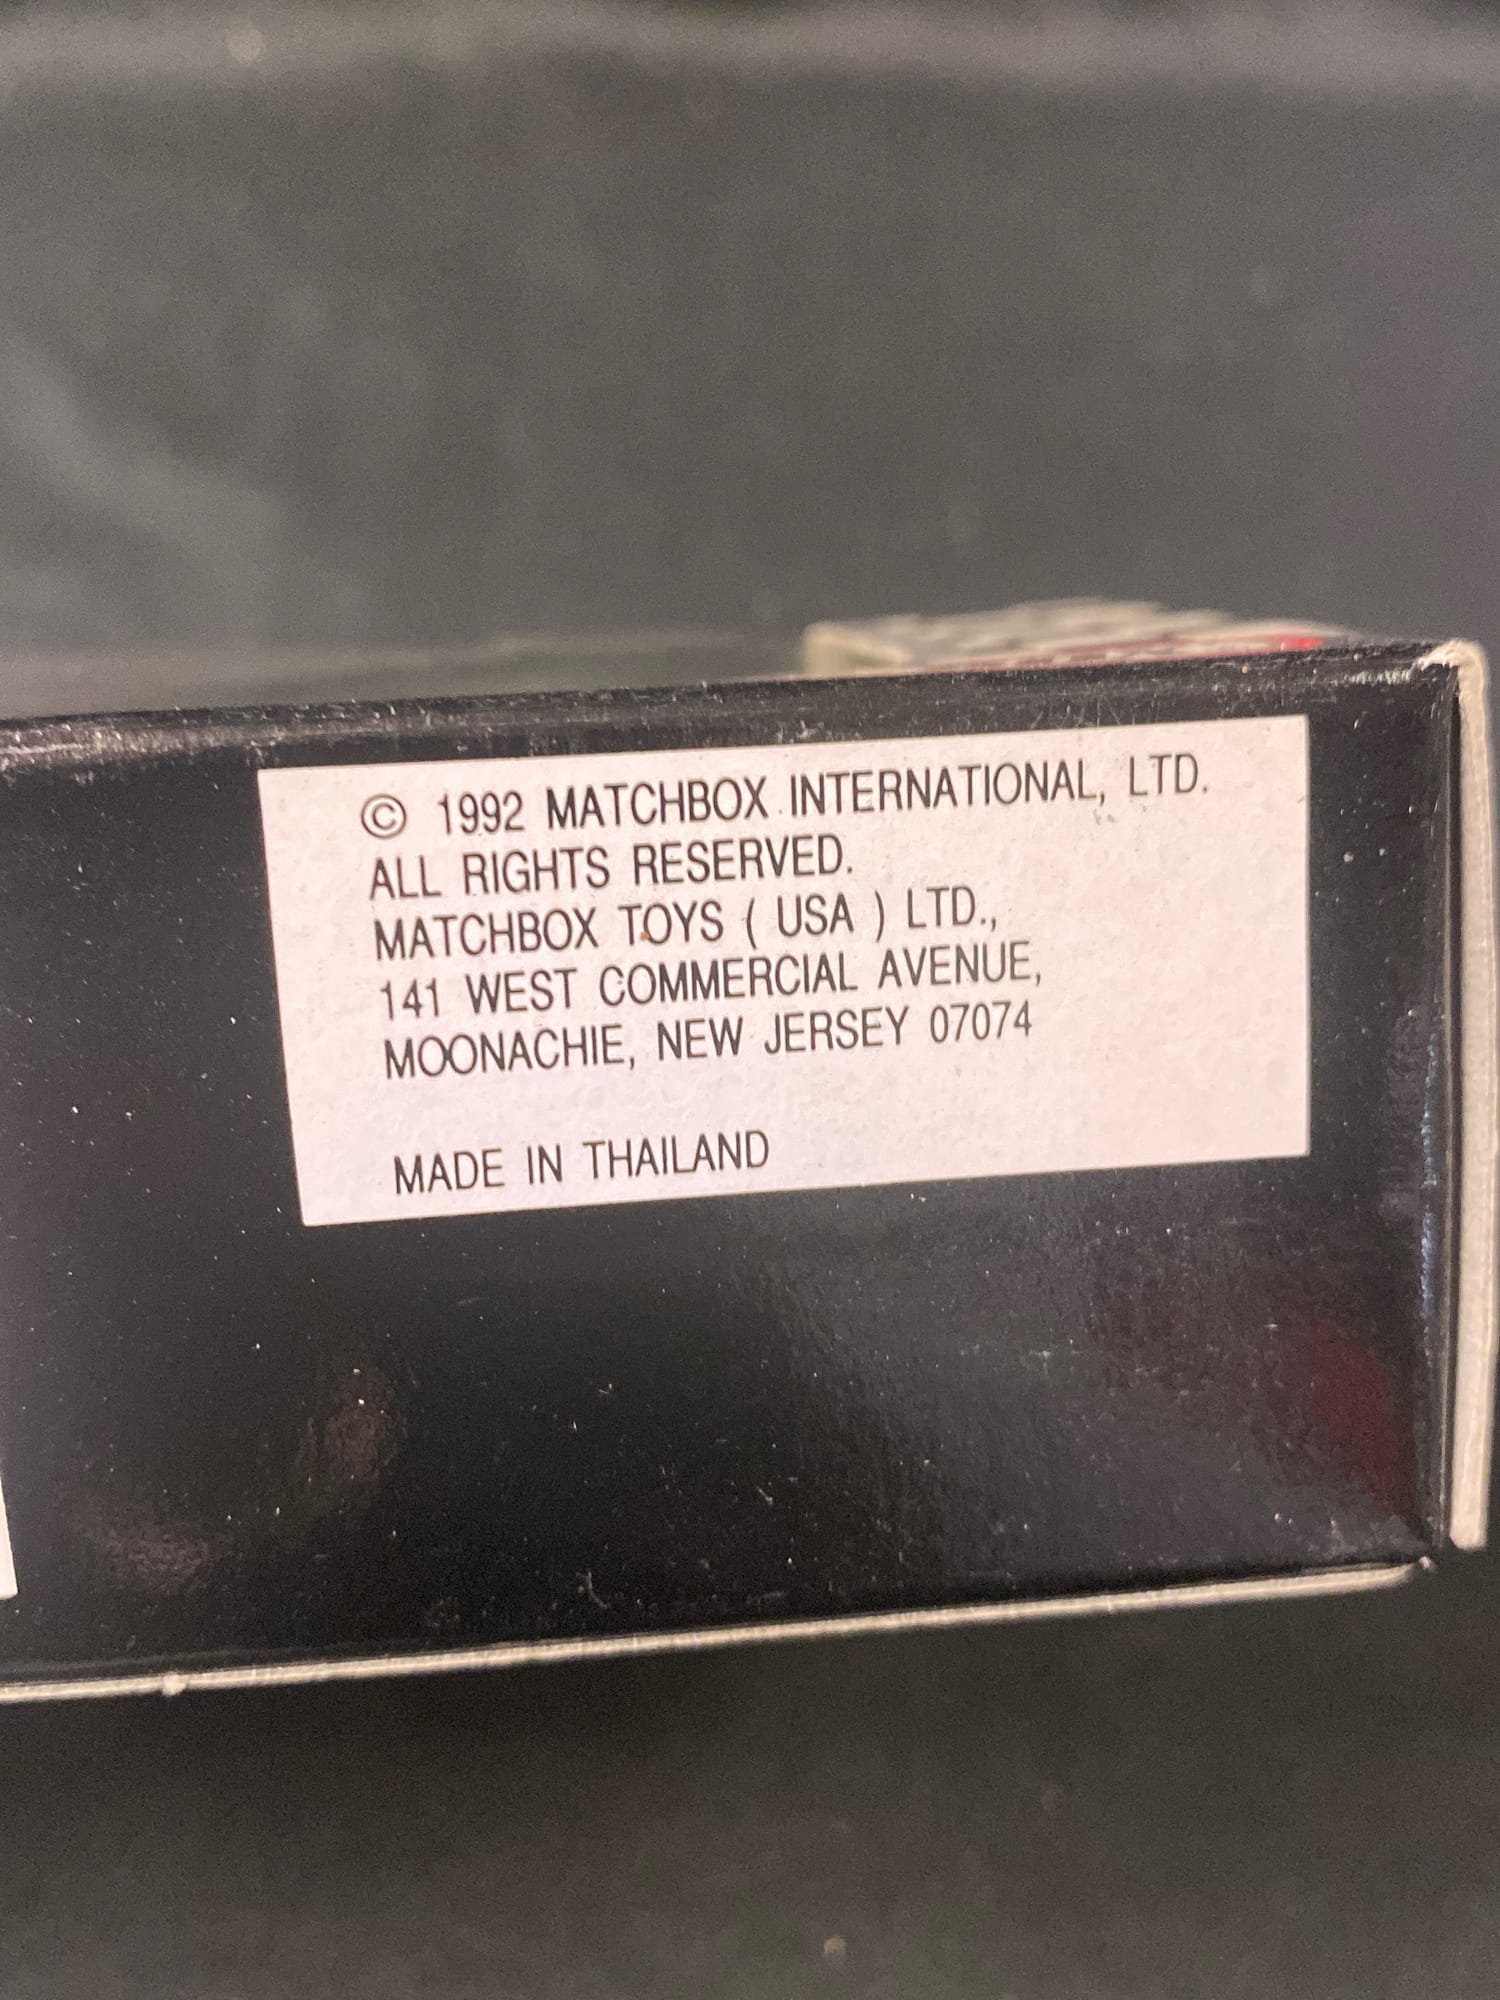 © 1992 MATCHBOX INTERNATIONAL, LTD.
ALL RIGHTS RESERVED.
MATCHBOX TOYS ( USA ) LTD.,
141 WEST COMMERCIAL AVENUE,
MOONACHIE, NEW JERSEY 07074
MADE IN THAILAND